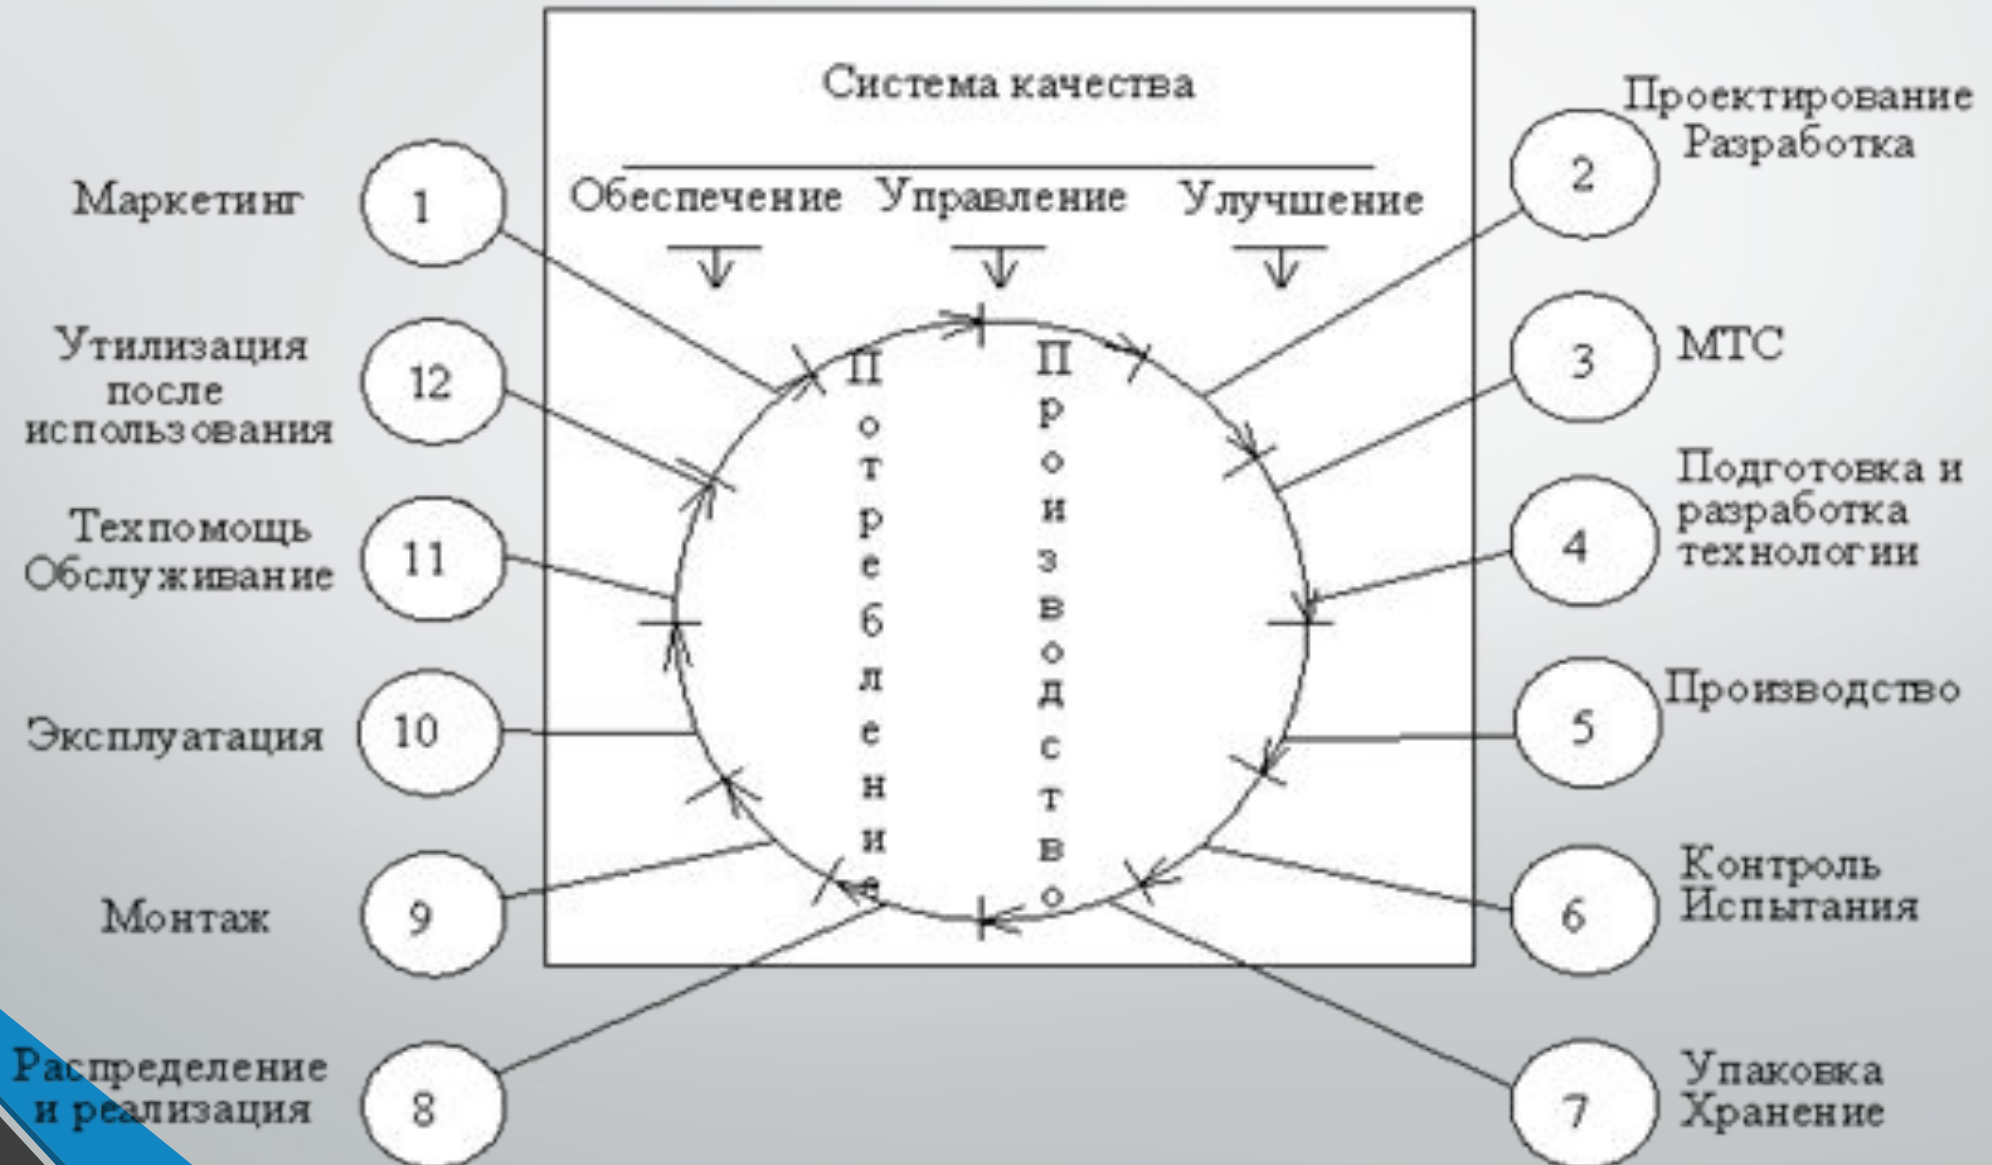 Система качества
Обеспечение Управление Улучшение
Потребление
Производство
Маркетинг
1
Проектирование
Разработка
2
МТС
3
Подготовка и
разработка
технологии
4
Производство
5
Контроль
Испытания
6
Упаковка
Хранение
7
Распределение
и реализация
8
Монтаж
9
Эксплуатация
10
Техпомощь
Обслуживание
11
Утилизация
после
использования
12